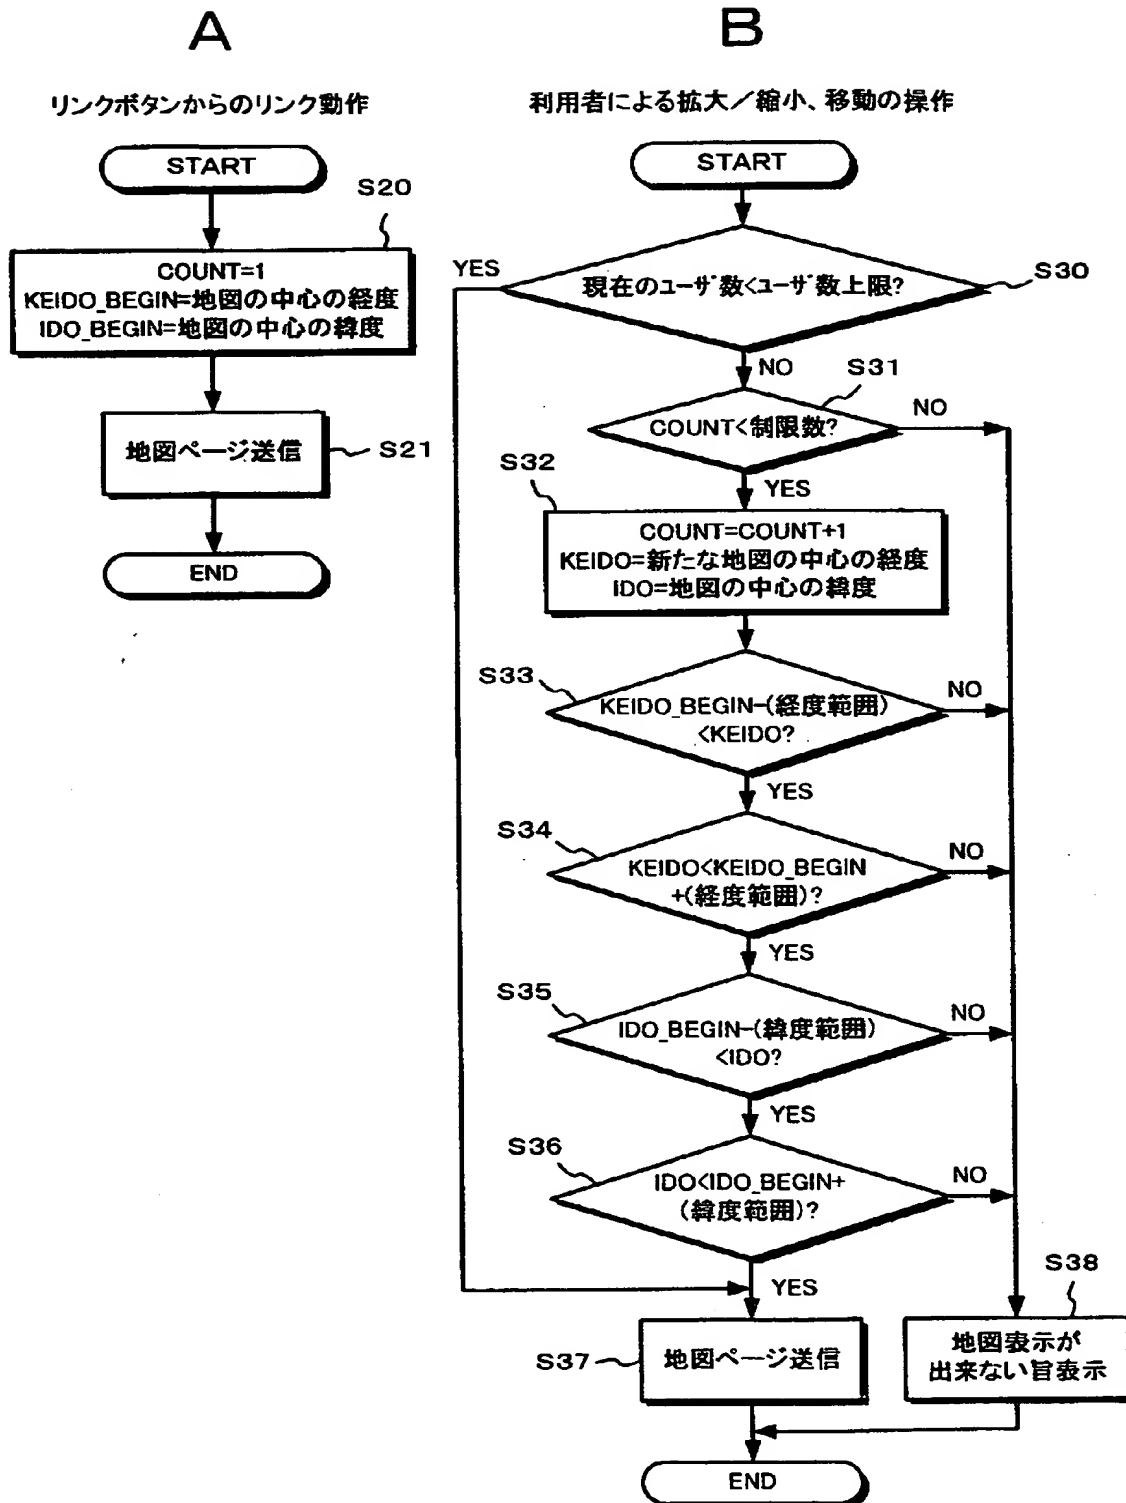 A
リンクボタンからのリンク動作
START
S20
COUNT=1
KEIDO_BEGIN=地図の中心の経度
IDO_BEGIN=地図の中心の緯度
地図ページ送信
S21
END
B
利用者による拡大／縮小、移動の操作
START
YES
現在のユーザ数<ユーザ数上限?
S30
NO
S31
COUNT<制限数?
NO
S32
YES
COUNT=COUNT+1
KEIDO=新たな地図の中心の経度
IDO=地図の中心の緯度
S33
KEIDO_BEGIN-(経度範囲)
<KEIDO?
NO
YES
S34
KEIDO<KEIDO_BEGIN
+(経度範囲)?
NO
YES
S35
IDO_BEGIN-(緯度範囲)
<IDO?
NO
YES
S36
IDO<IDO_BEGIN+
(緯度範囲)?
NO
YES
S38
S37
地図ページ送信
地図表示が
出来ない旨表示
END